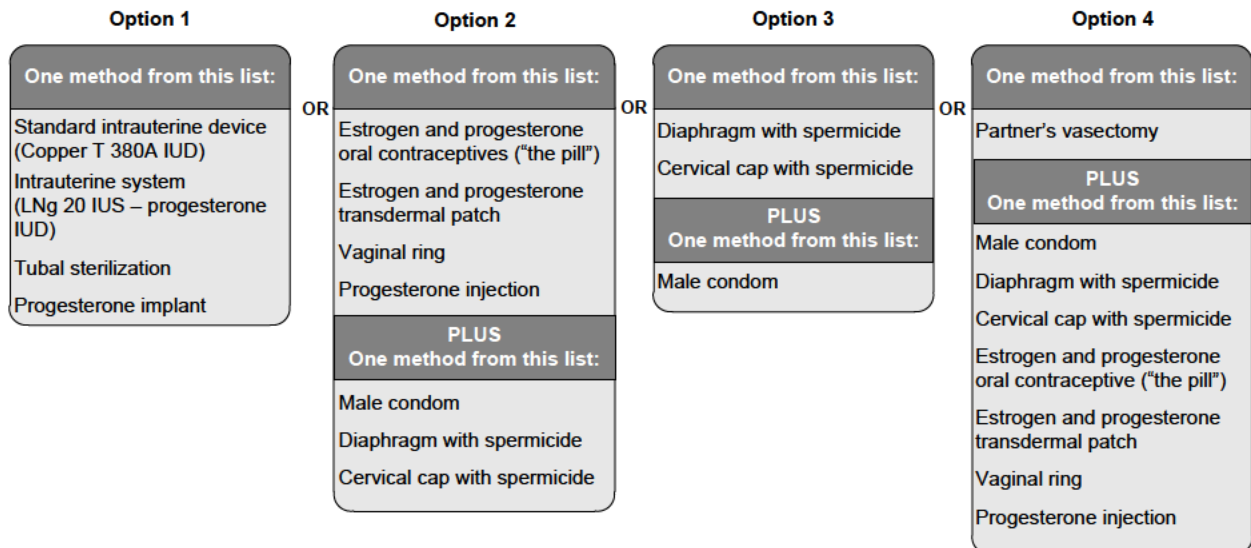 Option 1
One method from this list:
Standard intrauterine device
(Copper T 380A IUD)
Intrauterine system
(LNg 20 IUS – progesterone
IUD)
Tubal sterilization
Progesterone implant
OR
Option 2
One method from this list:
Estrogen and progesterone
oral contraceptives (“the pill”)
Estrogen and progesterone
transdermal patch
Vaginal ring
Progesterone injection
PLUS
One method from this list:
Male condom
Diaphragm with spermicide
Cervical cap with spermicide
OR
Option 3
One method from this list:
Diaphragm with spermicide
Cervical cap with spermicide
PLUS
One method from this list:
Male condom
OR
Option 4
One method from this list:
Partner’s vasectomy
PLUS
One method from this list:
Male condom
Diaphragm with spermicide
Cervical cap with spermicide
Estrogen and progesterone
oral contraceptive (“the pill”)
Estrogen and progesterone
transdermal patch
Vaginal ring
Progesterone injection